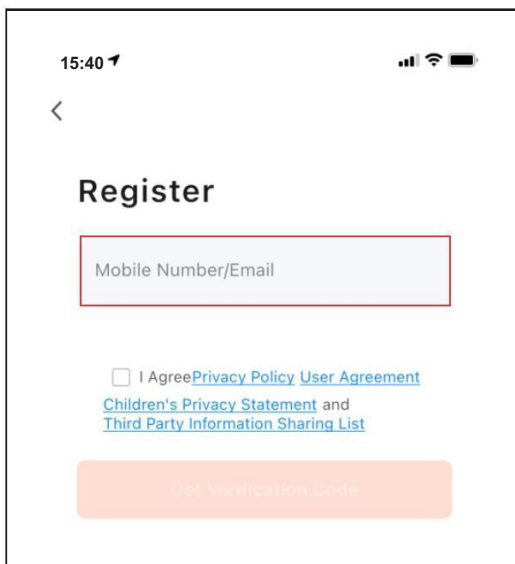 15:40
Register
Mobile Number/Email
I AgreePrivacy Policy User Agreement
Children's Privacy Statement and
Third Party Information Sharing List
Get Verification Code